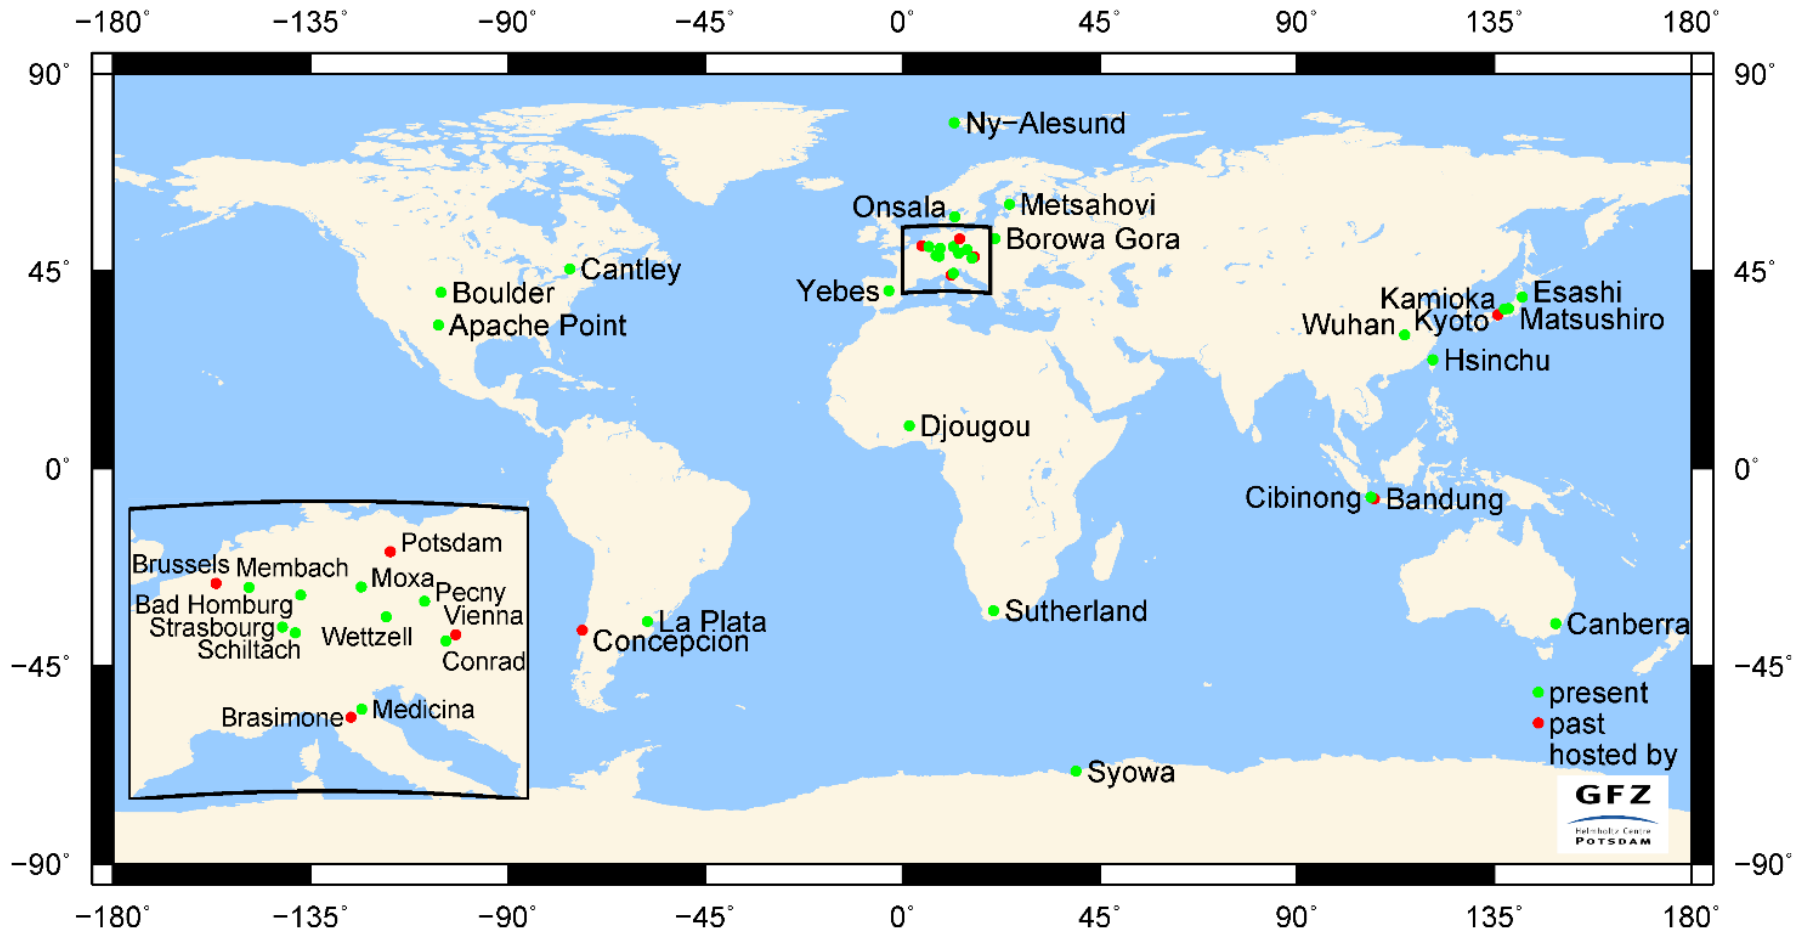 −180˚ −135˚ −90˚ −45˚ 0˚ 45˚ 90˚ 135˚ 180˚
90˚ 90˚
Ny−Alesund
Onsala Metsahovi
Borowa Gora
45˚ Cantley 45˚
Boulder Yebes Kamioka Esashi
Apache Point Wuhan Kyoto Matsushiro
Hsinchu
Djougou
0˚ 0˚
Cibinong Bandung
Potsdam
Brussels Membach
Moxa
Pecny
Bad Homburg
Vienna
Strasbourg
Wettzell
Schiltach
Conrad
Brasimone Medicina
Sutherland
La Plata
Concepcion
Canberra
−45˚ −45˚
present
past
hosted by
Syowa
GFZ
Helmholtz Centre
POTSDAM
−90˚ −90˚
−180˚ −135˚ −90˚ −45˚ 0˚ 45˚ 90˚ 135˚ 180˚